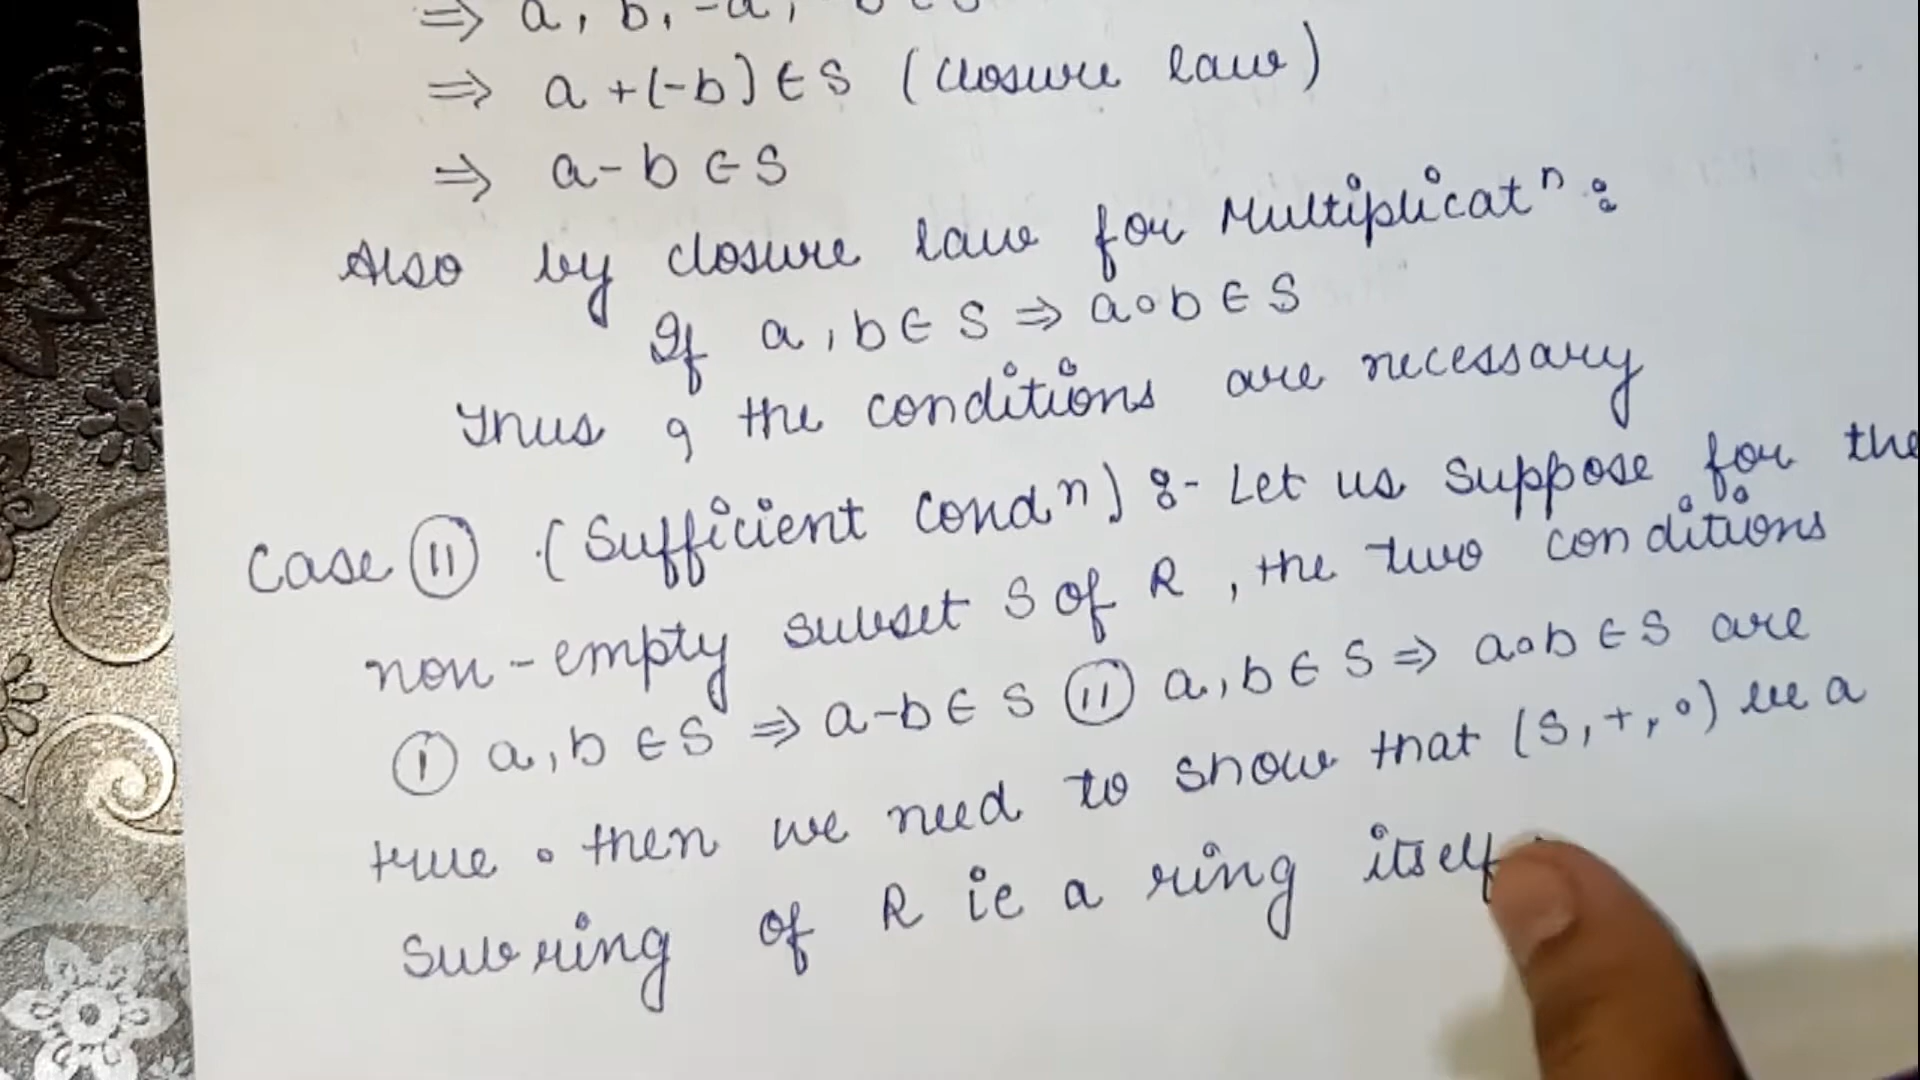 ⇒ a, b, -a,
⇒ a + (-b) ∈ S (closure law)
⇒ a - b ∈ S
Also by closure law for Multiplicatⁿ :
If a, b ∈ S ⇒ a∘b ∈ S
Thus, the conditions are necessary
Case (II) (Sufficient Condⁿ) :- Let us suppose for the
non-empty subset S of R, the two conditions
(I) a, b ∈ S ⇒ a-b ∈ S (II) a, b ∈ S ⇒ a∘b ∈ S are
true. then we need to show that (S, +, ∘) be a
subring of R ie a ring itself